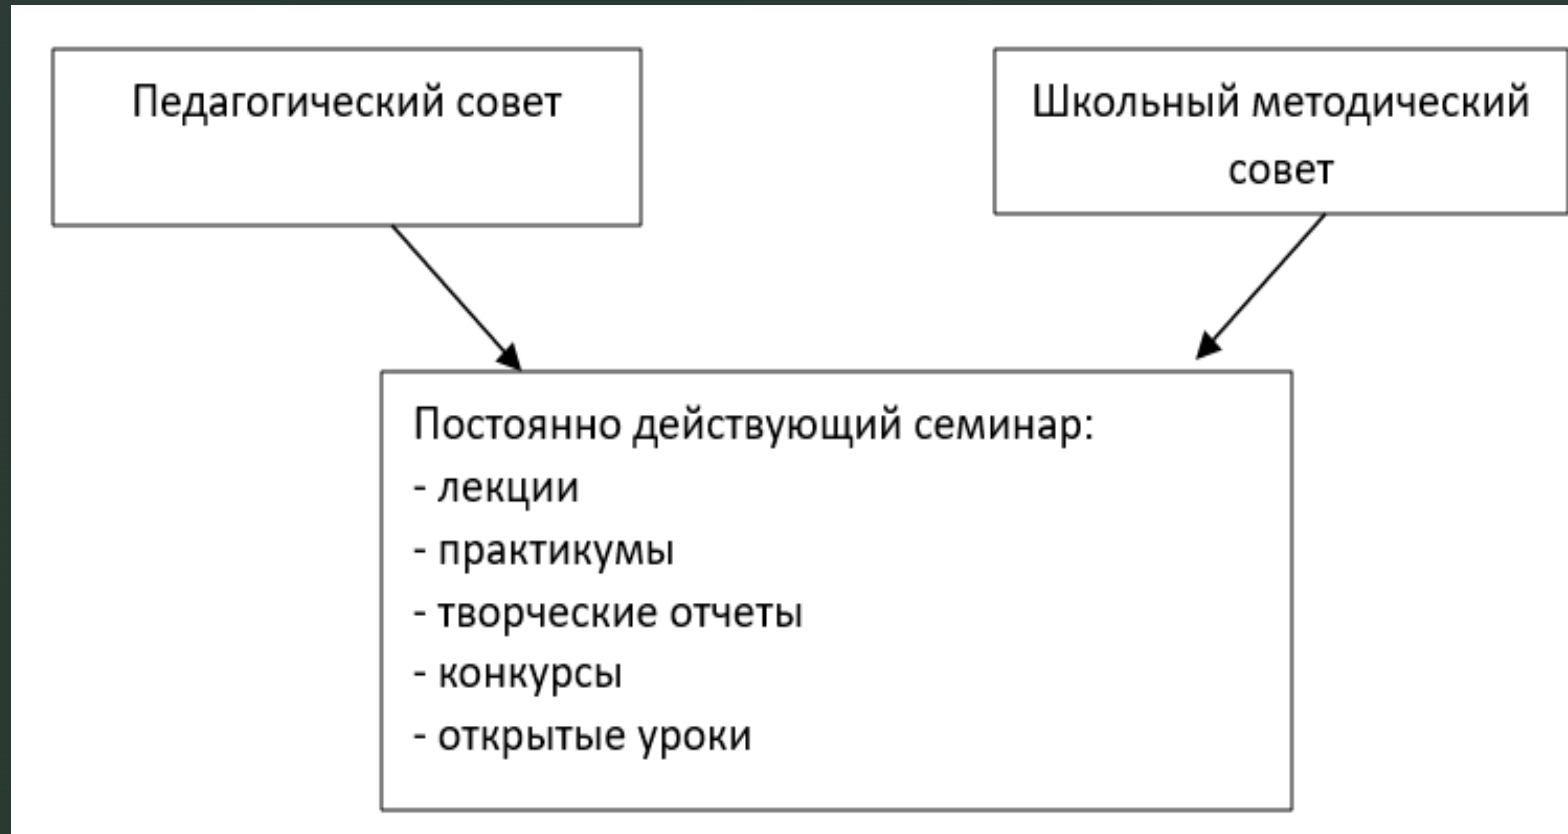 Педагогический совет
Школьный методический
совет
Постоянно действующий семинар:
- лекции
- практикумы
- творческие отчеты
- конкурсы
- открытые уроки